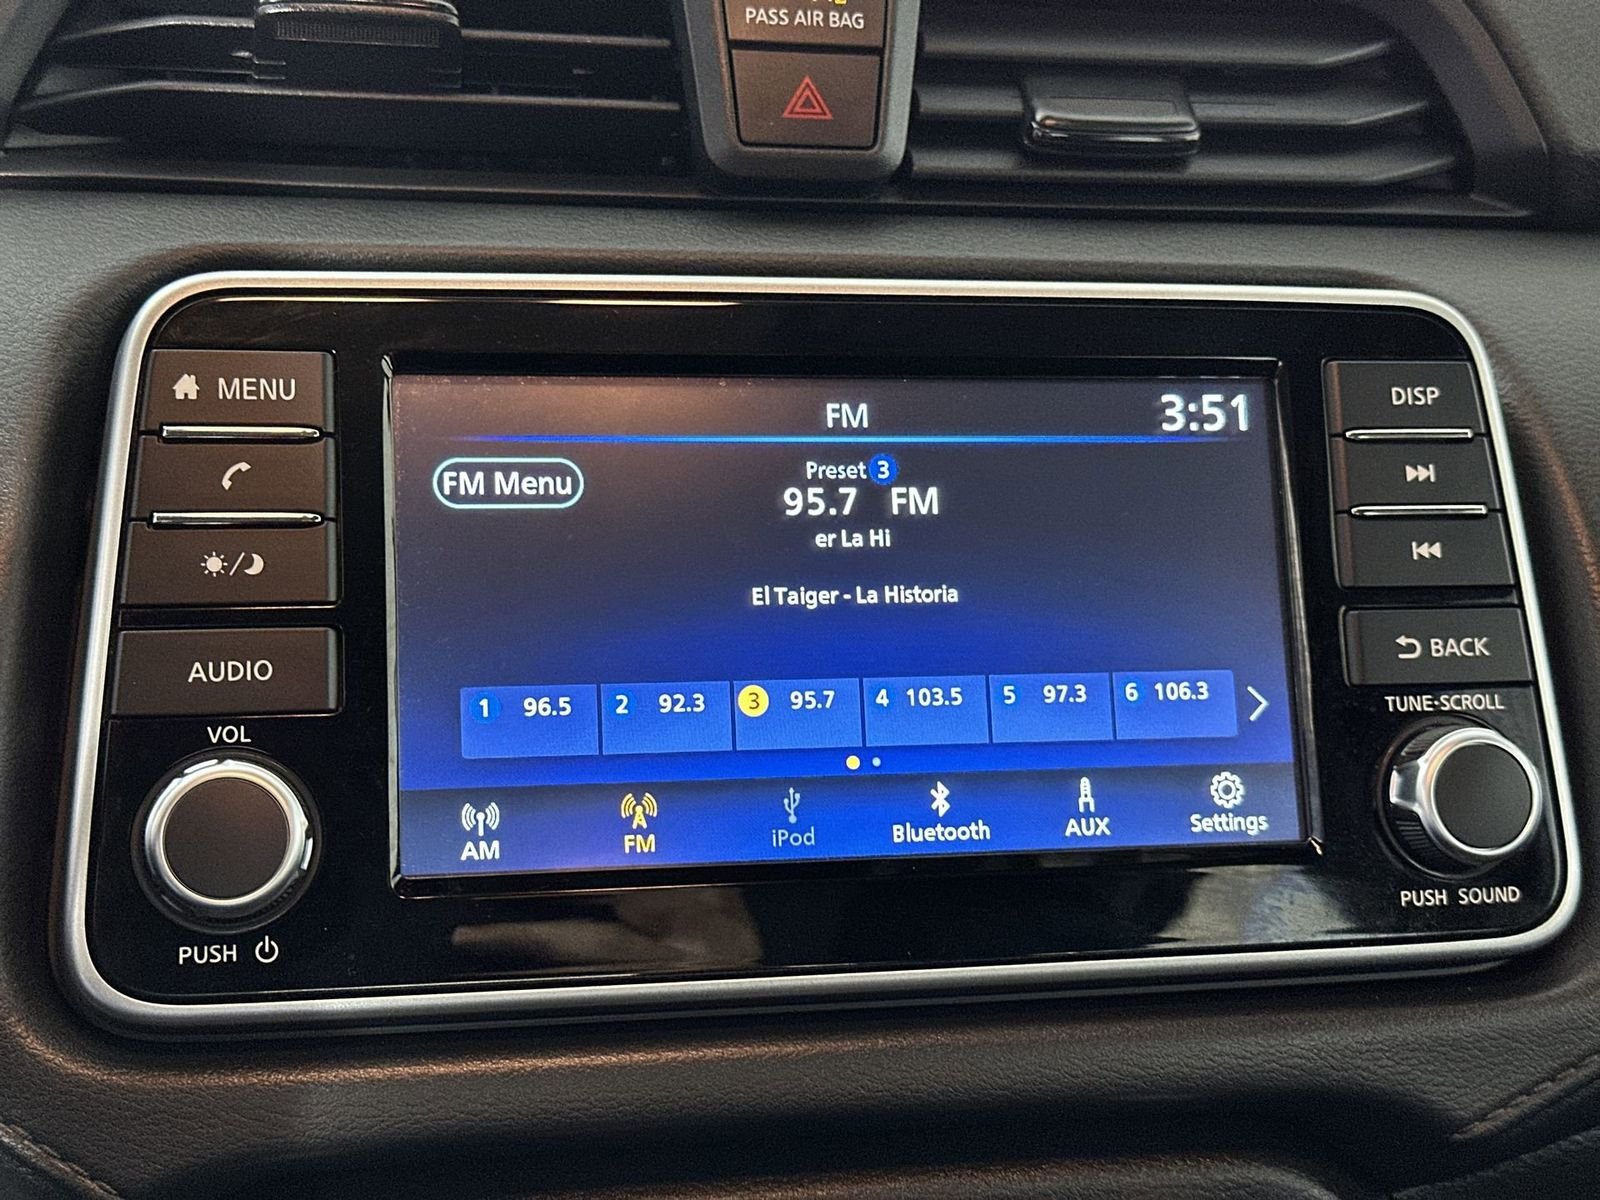 PASS AIR BAG
MENU
AUDIO
VOL
PUSH
FM
3:51
FM Menu
Preset 3
95.7 FM
er La Hi
El Taiger - La Historia
1 96.5
2 92.3
3 95.7
4 103.5
5 97.3
6 106.3
AM
FM
iPod
Bluetooth
AUX
Settings
DISP
BACK
TUNE·SCROLL
PUSH SOUND